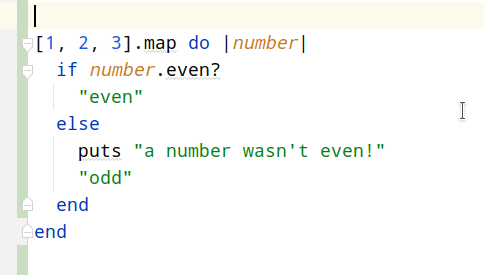 [1, 2, 3].map do |number|
  if number.even?
    "even"
  else
    puts "a number wasn't even!"
    "odd"
  end
end